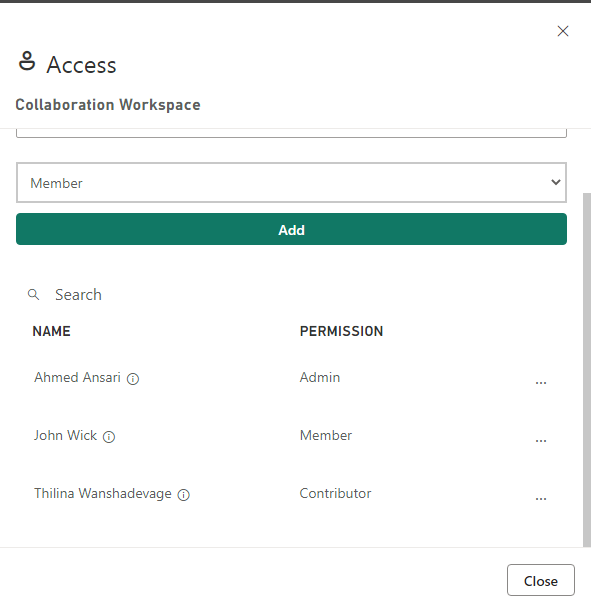 Access
Collaboration Workspace
Member
Add
Search
NAME PERMISSION
Ahmed Ansari Admin ...
John Wick Member ...
Thilina Wanshadevage Contributor ...
Close